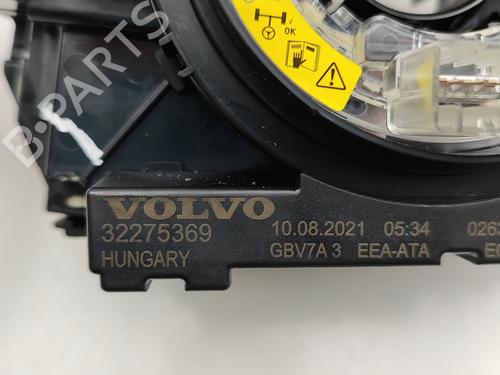 OK
B-PARTS
VOLVO
32275369 10.08.2021 05:34
HUNGARY GBV7A 3 EEA-ATA